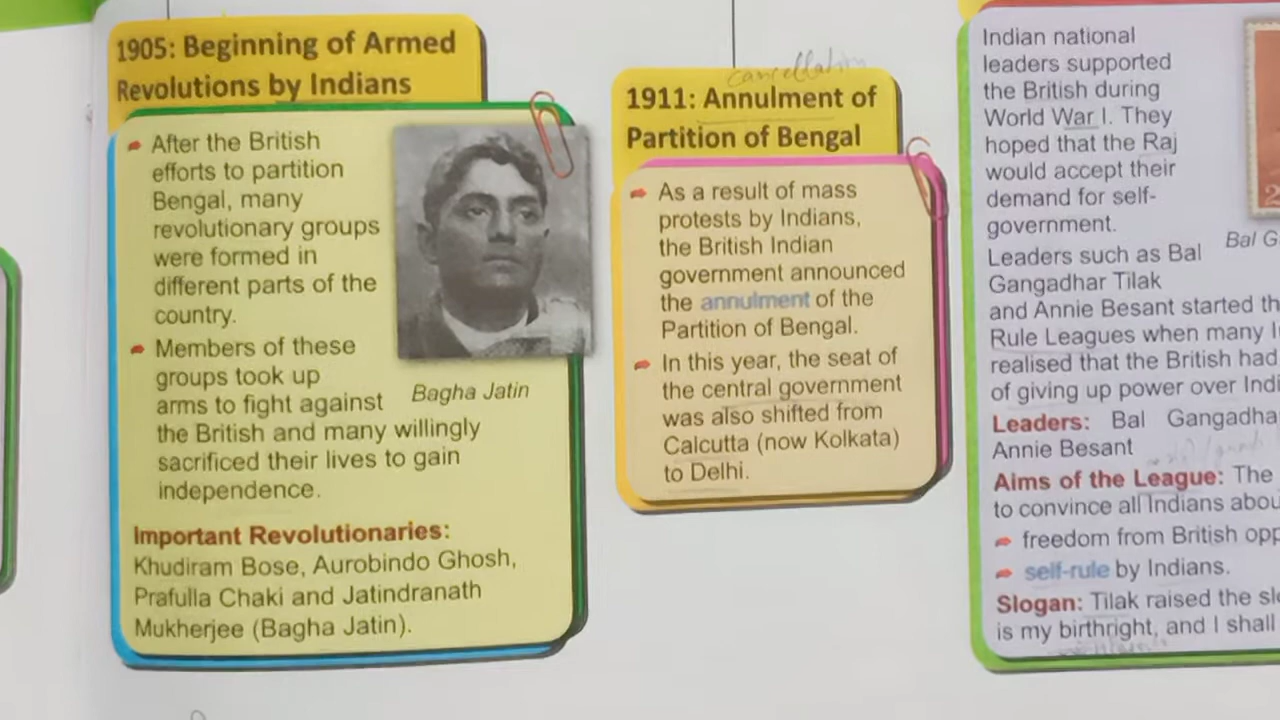 1905: Beginning of Armed
Revolutions by Indians
After the British
efforts to partition
Bengal, many
revolutionary groups
were formed in
different parts of the
country.
Members of these
groups took up
arms to fight against
the British and many willingly
sacrificed their lives to gain
independence.
Bagha Jatin
Important Revolutionaries:
Khudiram Bose, Aurobindo Ghosh,
Prafulla Chaki and Jatindranath
Mukherjee (Bagha Jatin).
cancellation
1911: Annulment of
Partition of Bengal
As a result of mass
protests by Indians,
the British Indian
government announced
the annulment of the
Partition of Bengal.
In this year, the seat of
the central government
was also shifted from
Calcutta (now Kolkata)
to Delhi.
Indian national
leaders supported
the British during
World War I. They
hoped that the Raj
would accept their
demand for self-
government.
2
Bal G
Leaders such as Bal
Gangadhar Tilak
and Annie Besant started th
Rule Leagues when many I
realised that the British had
of giving up power over Indi
Leaders: Bal Gangadha
Annie Besant
Aims of the League: The
to convince all Indians abou
freedom from British opp
self-rule by Indians.
Slogan: Tilak raised the slo
is my birthright, and I shall